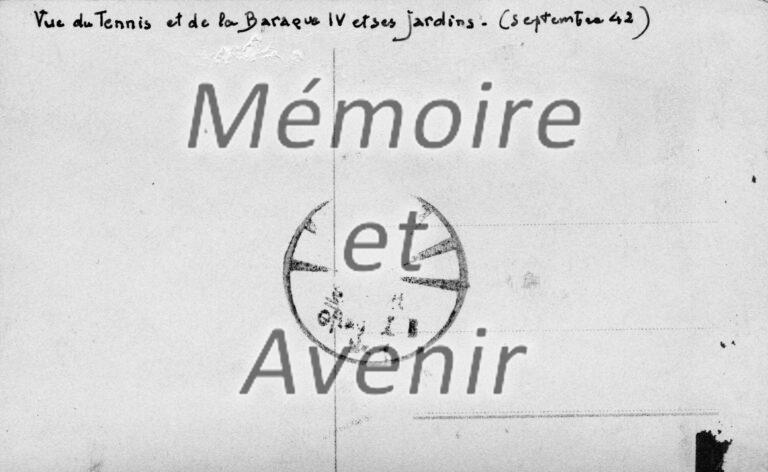 Vue du Tennis et de la Baraque IV et ses jardins. (Septembre 42)
Mémoire
et
Avenir